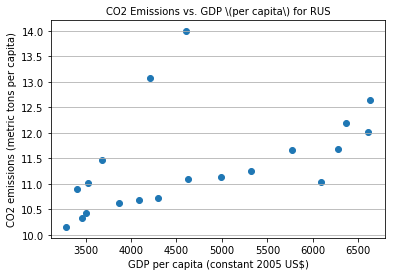 CO2 Emissions vs. GDP \(per capita\) for RUS
14.0
13.5
13.0
12.5
12.0
11.5
11.0
10.5
10.0
CO2 emissions (metric tons per capita)
3500 4000 4500 5000 5500 6000 6500
GDP per capita (constant 2005 US$)